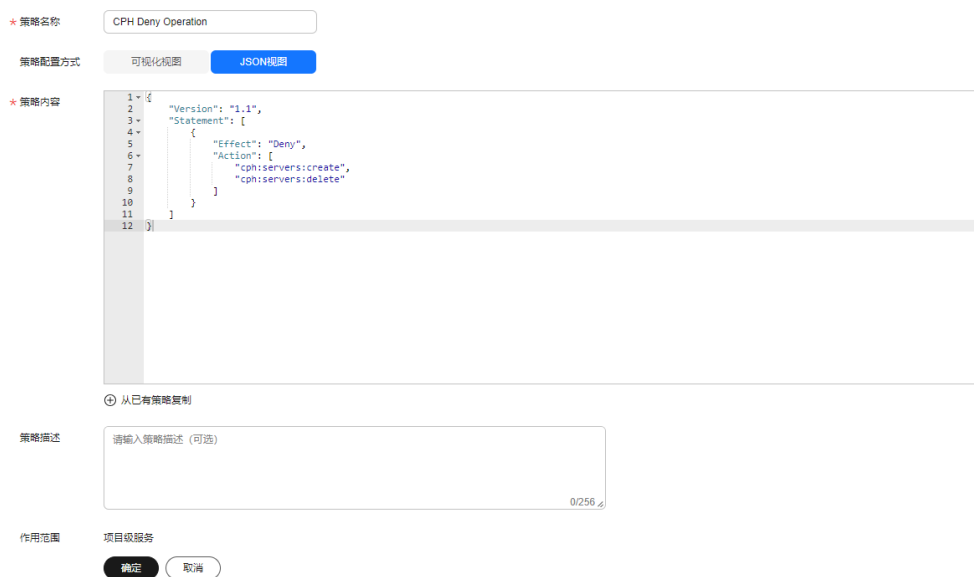 * 策略名称 CPH Deny Operation
策略配置方式 可视化视图 JSON视图
* 策略内容
1 {
2 "Version": "1.1",
3 "Statement": [
4 {
5 "Effect": "Deny",
6 "Action": [
7 "cph:servers:create",
8 "cph:servers:delete"
9 ]
10 }
11 ]
12 }
从已有策略复制
策略描述 请输入策略描述（可选）
0/256
作用范围 项目级服务
确定 取消